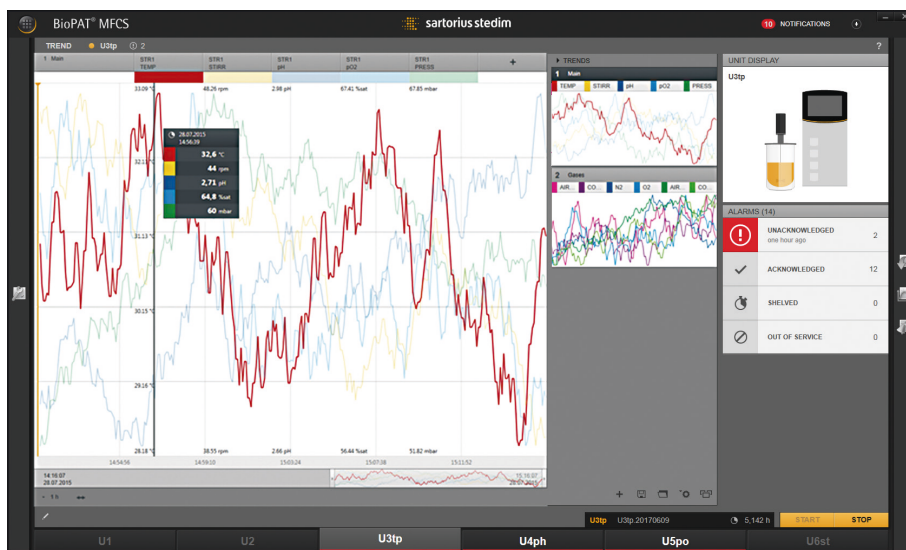 BioPAT® MFCS
sartorius stedim
10 NOTIFICATIONS
TREND U3tp 2
?
1 Main
STR1
TEMP
STR1
STIRR
STR1
pH
STR1
pO2
STR1
PRESS
+
33.09 °C 48.26 rpm 2.98 pH 67.41 %sat 67.85 mbar
28.07.2015
14:56:39
32,6 °C
44 rpm
2,71 pH
64,8 %sat
60 mbar
32.11 °C
31.13 °C
30.15 °C
29.16 °C
28.18 °C 38.55 rpm 2.66 pH 56.44 %sat 51.82 mbar
14:54:56 15:03:24 15:07:38 15:11:52
14:16:07
28.07.2015
15:16:07
28.07.2015
- 1 h
TRENDS
1 Main
TEMP STIRR pH pO2 PRESS
2 Gases
AIR... CO... N2 O2 AIR... CO...
UNIT DISPLAY
U3tp
ALARMS (14)
UNACKNOWLEDGED 2
one hour ago
ACKNOWLEDGED 12
SHELVED 0
OUT OF SERVICE 0
U3tp U3tp.20170609 5,142 h START STOP
U1 U2 U3tp U4ph U5po U6st